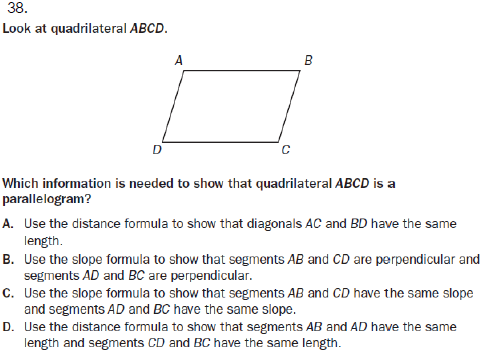 38.
Look at quadrilateral ABCD.
A B
D C
Which information is needed to show that quadrilateral ABCD is a
parallelogram?
A. Use the distance formula to show that diagonals AC and BD have the same
length.
B. Use the slope formula to show that segments AB and CD are perpendicular and
segments AD and BC are perpendicular.
C. Use the slope formula to show that segments AB and CD have the same slope
and segments AD and BC have the same slope.
D. Use the distance formula to show that segments AB and AD have the same
length and segments CD and BC have the same length.